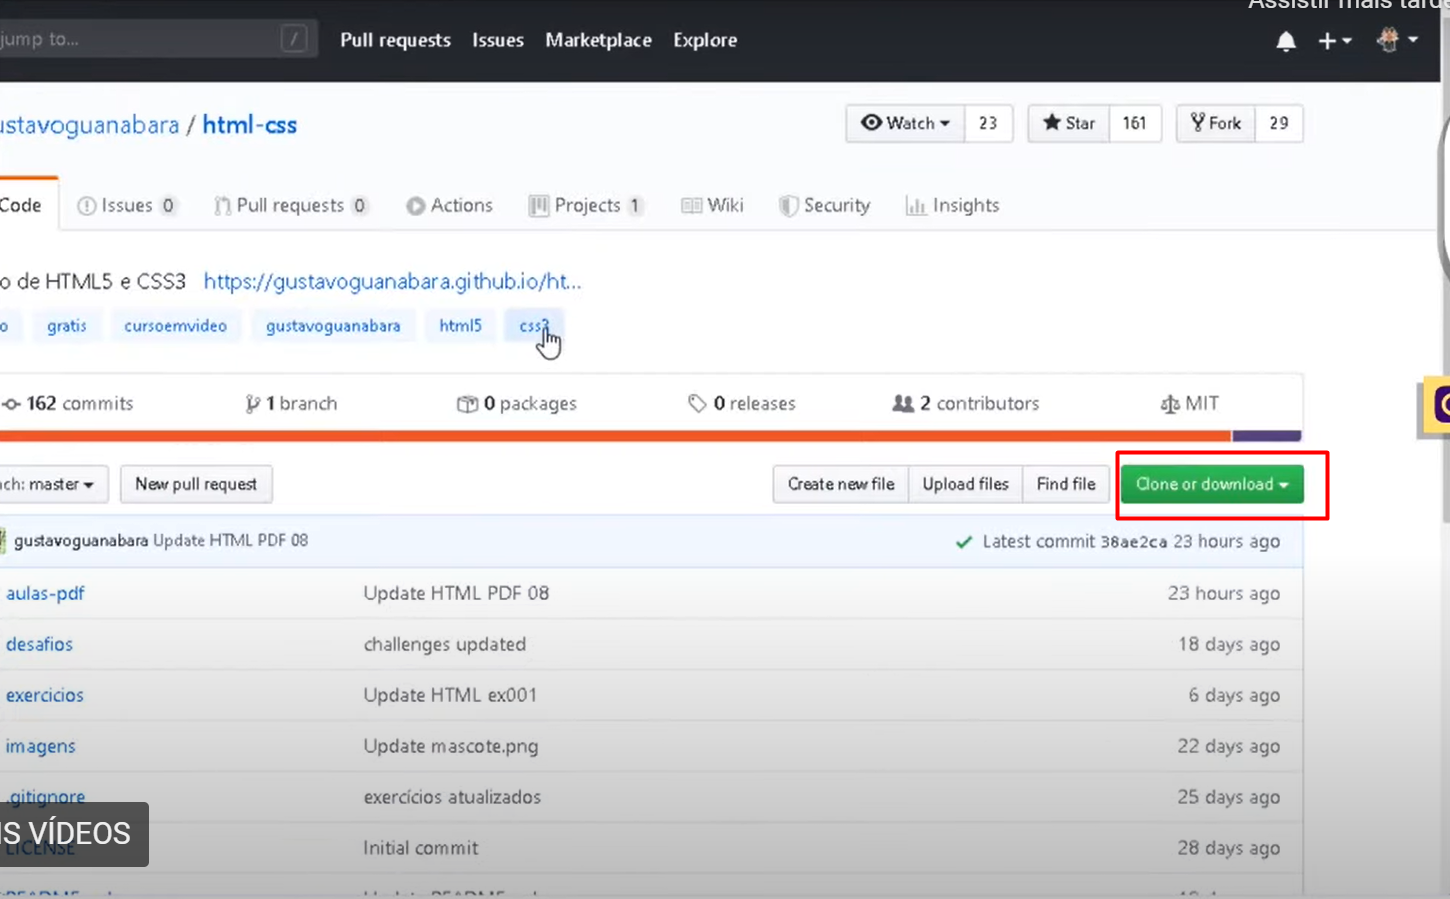 Assistir mais tarde
jump to... /
Pull requests Issues Marketplace Explore
ustavoguanabara / html-css
Watch 23 Star 161 Fork 29
Code Issues 0 Pull requests 0 Actions Projects 1 Wiki Security Insights
o de HTML5 e CSS3 https://gustavoguanabara.github.io/ht...
o gratis cursoemvideo gustavoguanabara html5 css3
162 commits 1 branch 0 packages 0 releases 2 contributors MIT
ch: master New pull request Create new file Upload files Find file Clone or download
gustavoguanabara Update HTML PDF 08 Latest commit 38ae2ca 23 hours ago
aulas-pdf Update HTML PDF 08 23 hours ago
desafios challenges updated 18 days ago
exercicios Update HTML ex001 6 days ago
imagens Update mascote.png 22 days ago
.gitignore exercícios atualizados 25 days ago
IS VÍDEOS
LICENSE Initial commit 28 days ago